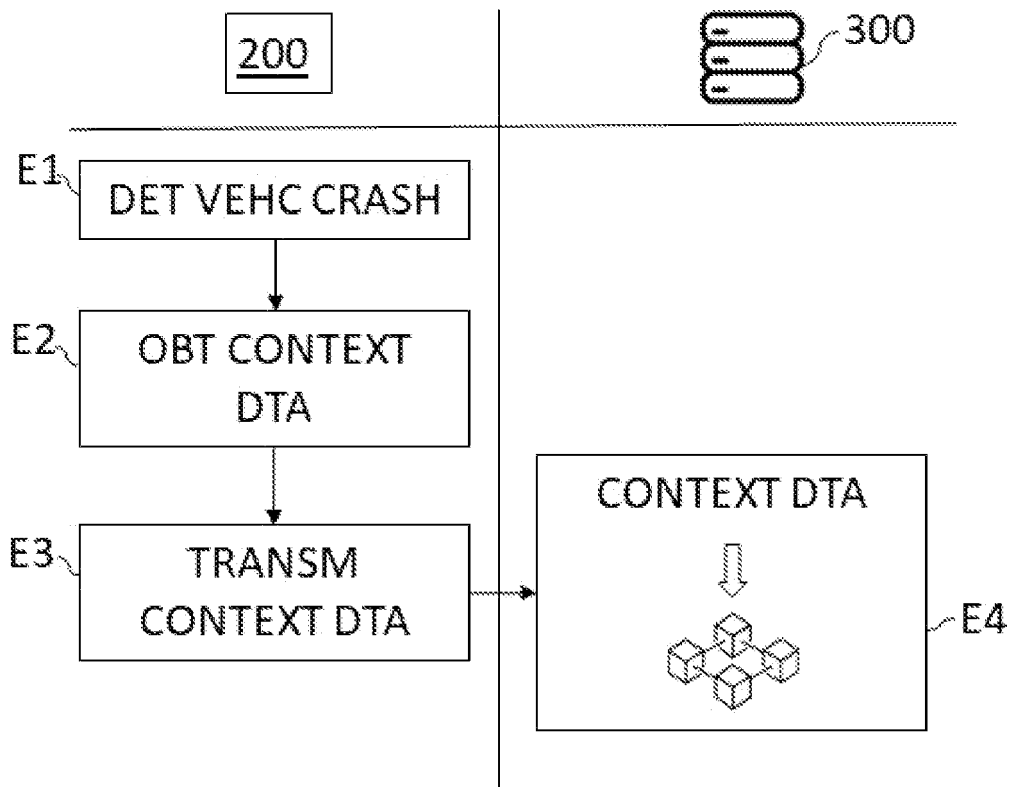 200
300
E1
DET VEHC CRASH
E2
OBT CONTEXT
DTA
E3
TRANSM
CONTEXT DTA
CONTEXT DTA
E4